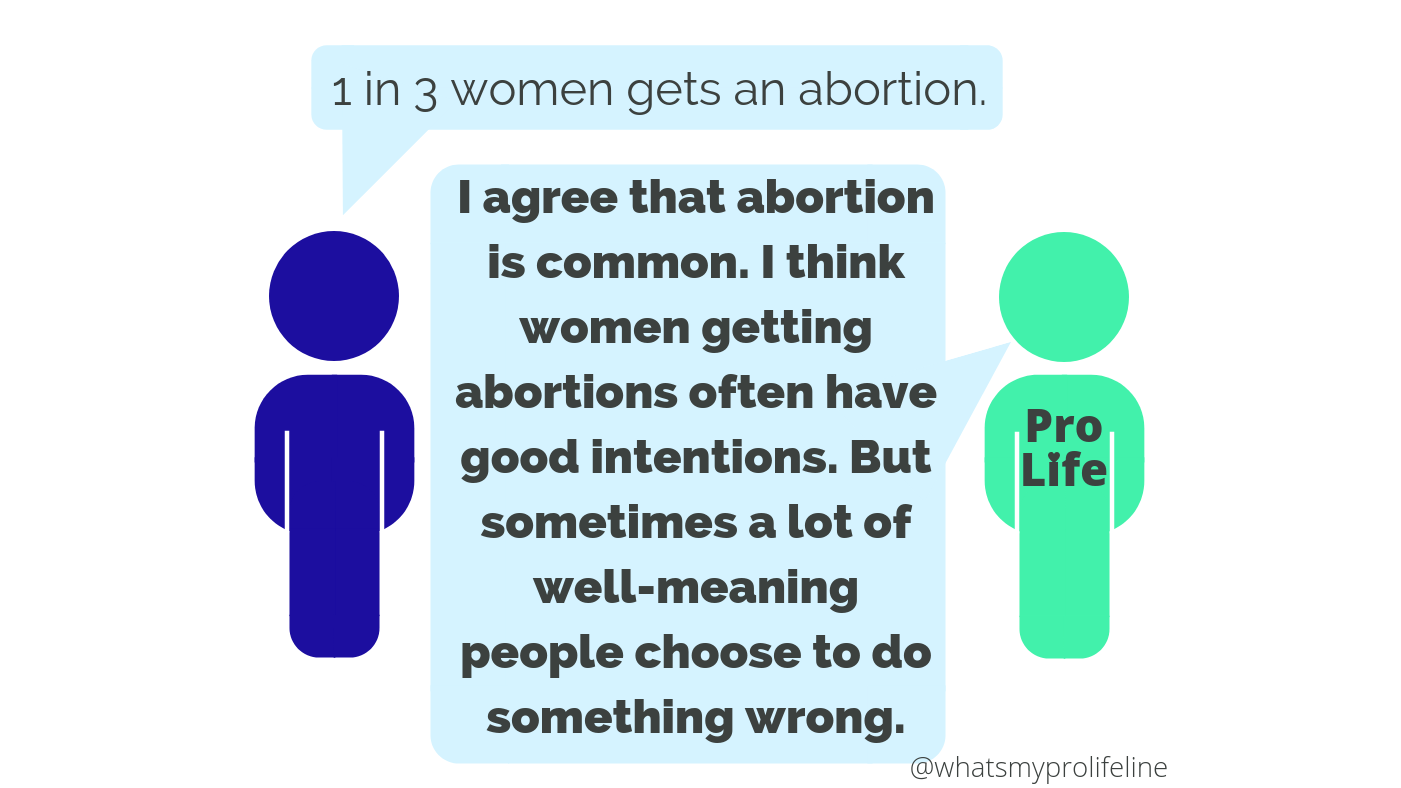 1 in 3 women gets an abortion.
I agree that abortion
is common. I think
women getting
abortions often have
good intentions. But
sometimes a lot of
well-meaning
people choose to do
something wrong.
Pro
Life
@whatsmyprolifeline